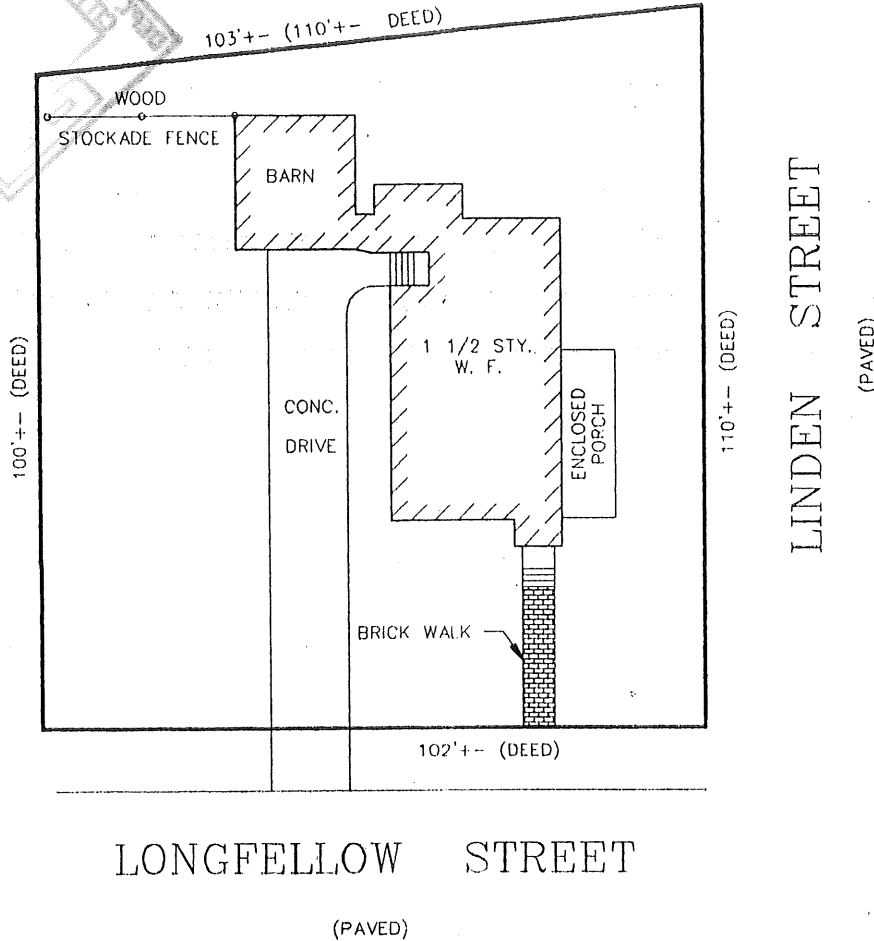 103'+- (110'+- DEED)
WOOD
STOCKADE FENCE
BARN
100'+- (DEED)
1 1/2 STY.
W. F.
CONC.
DRIVE
ENCLOSED
PORCH
110'+- (DEED)
LINDEN STREET
(PAVED)
BRICK WALK
102'+- (DEED)
LONGFELLOW STREET
(PAVED)